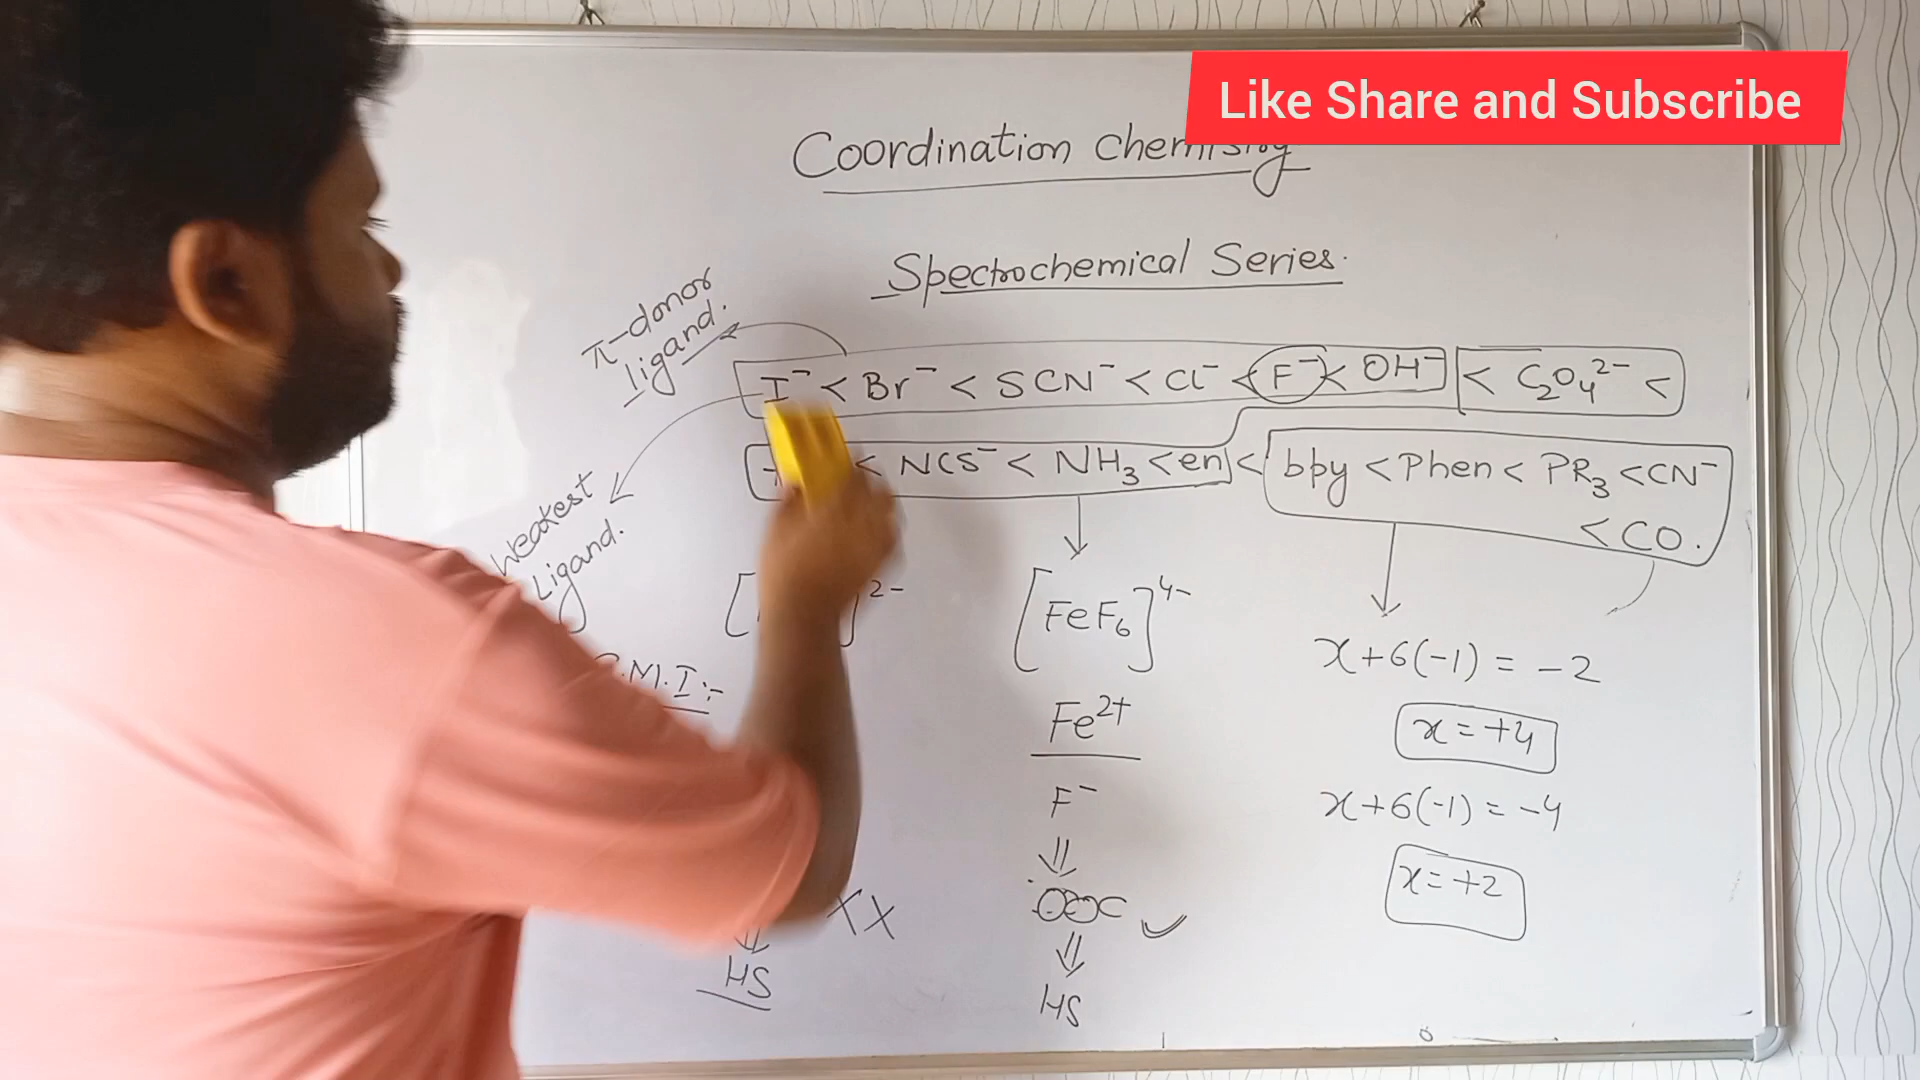 Like Share and Subscribe
Coordination Chemistry
Spectrochemical Series.
π-donor
ligand.
I⁻ < Br⁻ < SCN⁻ < Cl⁻ < F⁻ < OH⁻ < C₂O₄²⁻ <
< NCS⁻ < NH₃ < en < bpy < Phen < PR₃ < CN⁻
< CO.
Weakest
Ligand.
[ ]²⁻
[FeF₆]⁴⁻
x+6(-1) = -2
.M.I:-
Fe²⁺
x=+4
F⁻
x+6(-1) = -4
⇓
x=+2
XX
⇓
⇓
HS
HS